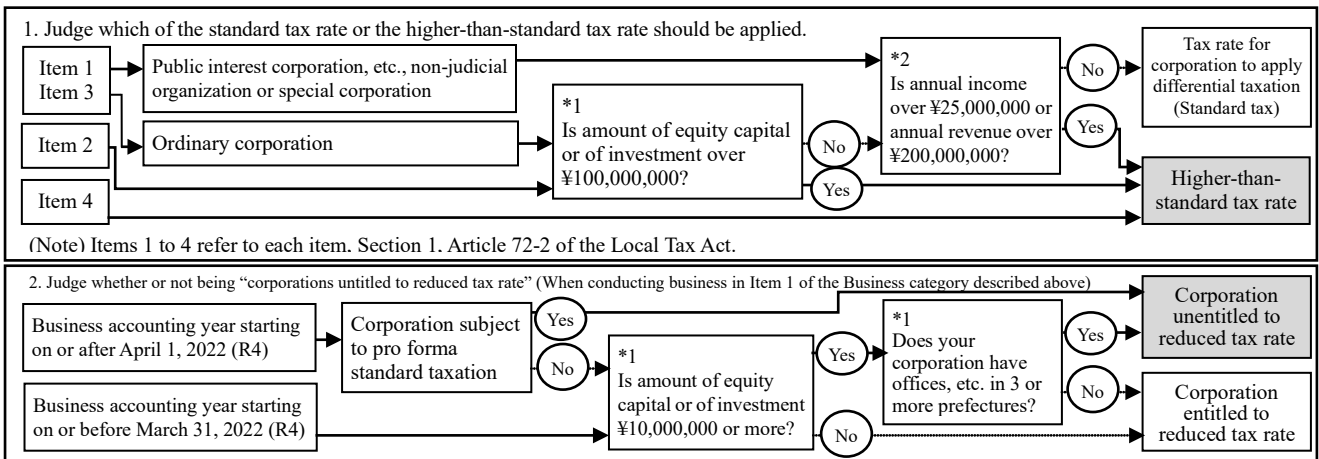 1. Judge which of the standard tax rate or the higher-than-standard tax rate should be applied.
Item 1
Item 3
Public interest corporation, etc., non-judicial
organization or special corporation
Ordinary corporation
Item 2
Item 4
*1
Is amount of equity capital
or of investment over
¥100,000,000?
No
Yes
*2
Is annual income
over ¥25,000,000 or
annual revenue over
¥200,000,000?
No
Yes
Tax rate for
corporation to apply
differential taxation
(Standard tax)
Higher-than-
standard tax rate
(Note) Items 1 to 4 refer to each item, Section 1, Article 72-2 of the Local Tax Act.
2. Judge whether or not being “corporations untitled to reduced tax rate” (When conducting business in Item 1 of the Business category described above)
Business accounting year starting
on or after April 1, 2022 (R4)
Business accounting year starting
on or before March 31, 2022 (R4)
Corporation subject
to pro forma
standard taxation
Yes
No
*1
Is amount of equity
capital or of investment
¥10,000,000 or more?
Yes
No
*1
Does your
corporation have
offices, etc. in 3 or
more prefectures?
Yes
No
Corporation
unentitled to
reduced tax rate
Corporation
entitled to
reduced tax rate